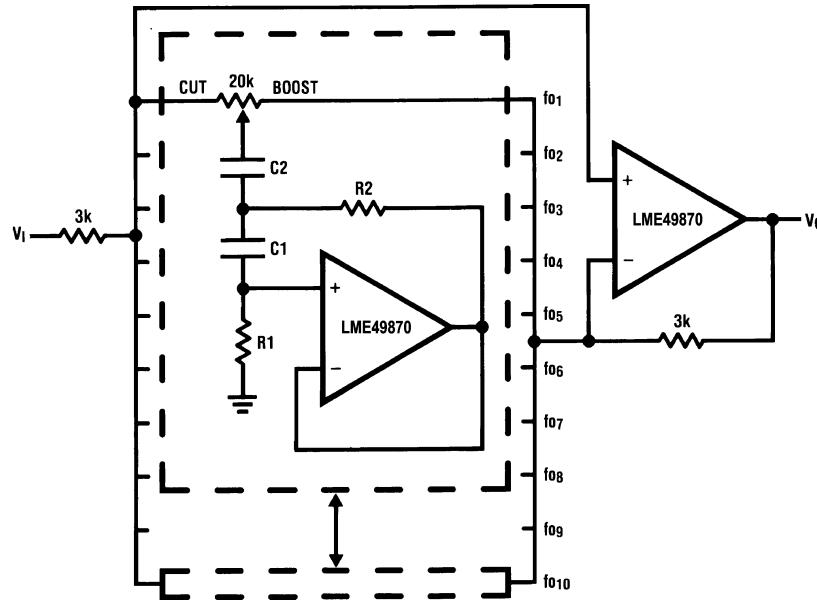 20k
CUT
BOOST
fo1
C2
fo2
+
R2
3k
fo3
LME49870
VI
C1
fo4
−
+
fo5
LME49870
3k
R1
fo6
−
fo7
fo8
fo9
fo10